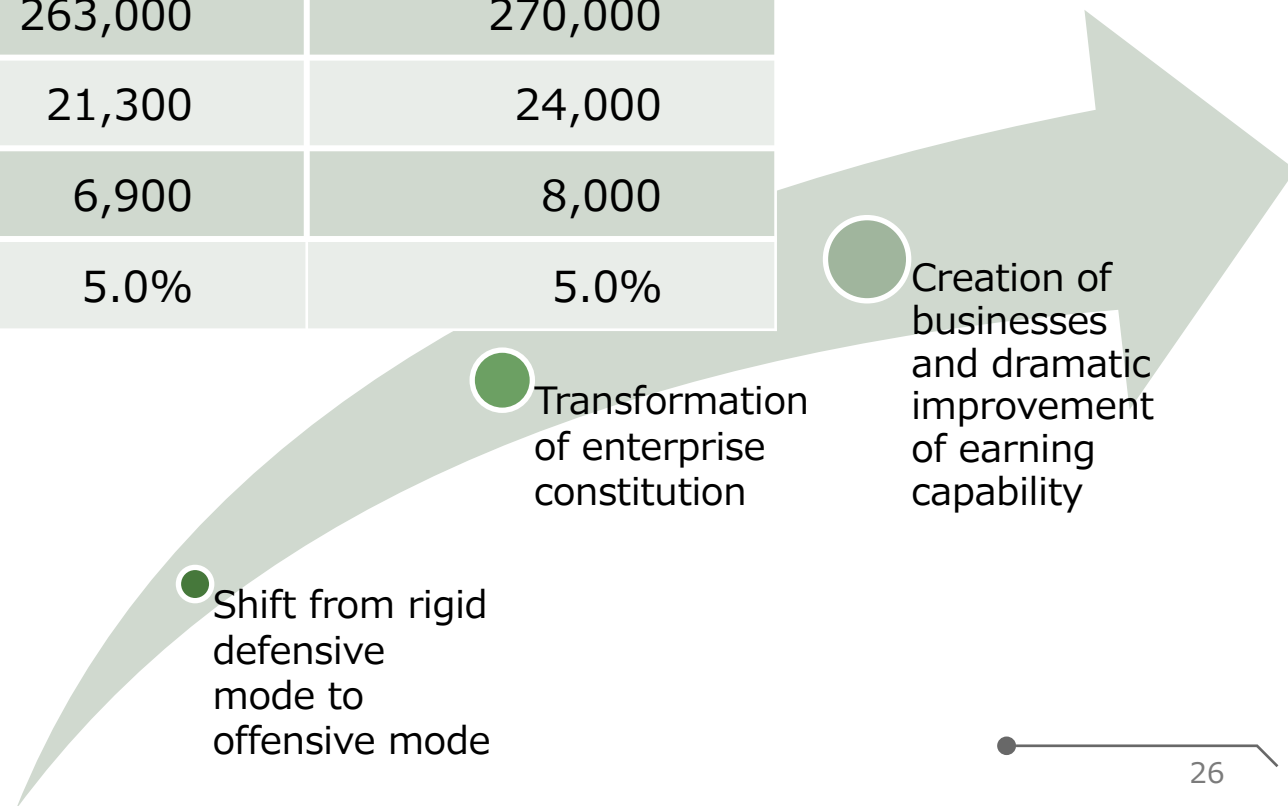 263,000 270,000
21,300 24,000
6,900 8,000
5.0% 5.0%
Creation of
businesses
and dramatic
improvement
of earning
capability
Transformation
of enterprise
constitution
Shift from rigid
defensive
mode to
offensive mode
26